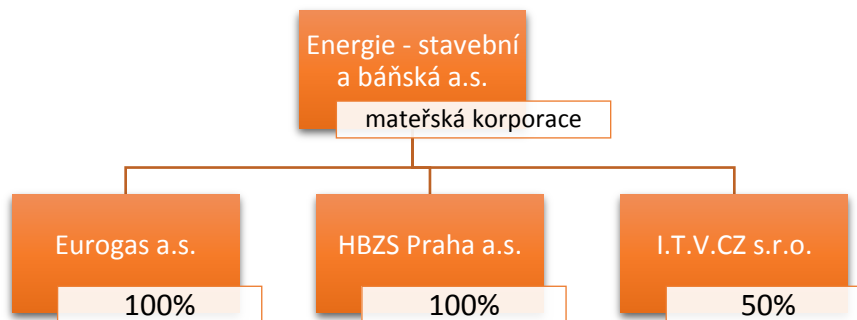 Energie - stavební
a báňská a.s.
mateřská korporace
Eurogas a.s.
HBZS Praha a.s.
I.T.V.CZ s.r.o.
100%
100%
50%